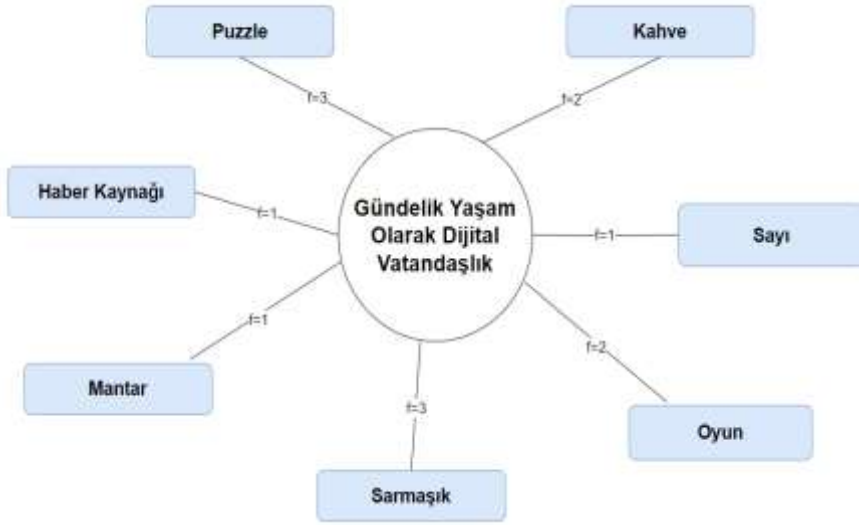 Puzzle
Kahve
f=3
f=2
Haber Kaynağı
f=1
Gündelik Yaşam
Olarak Dijital
Vatandaşlık
f=1
Sayı
f=1
f=2
Mantar
f=3
Oyun
Sarmaşık